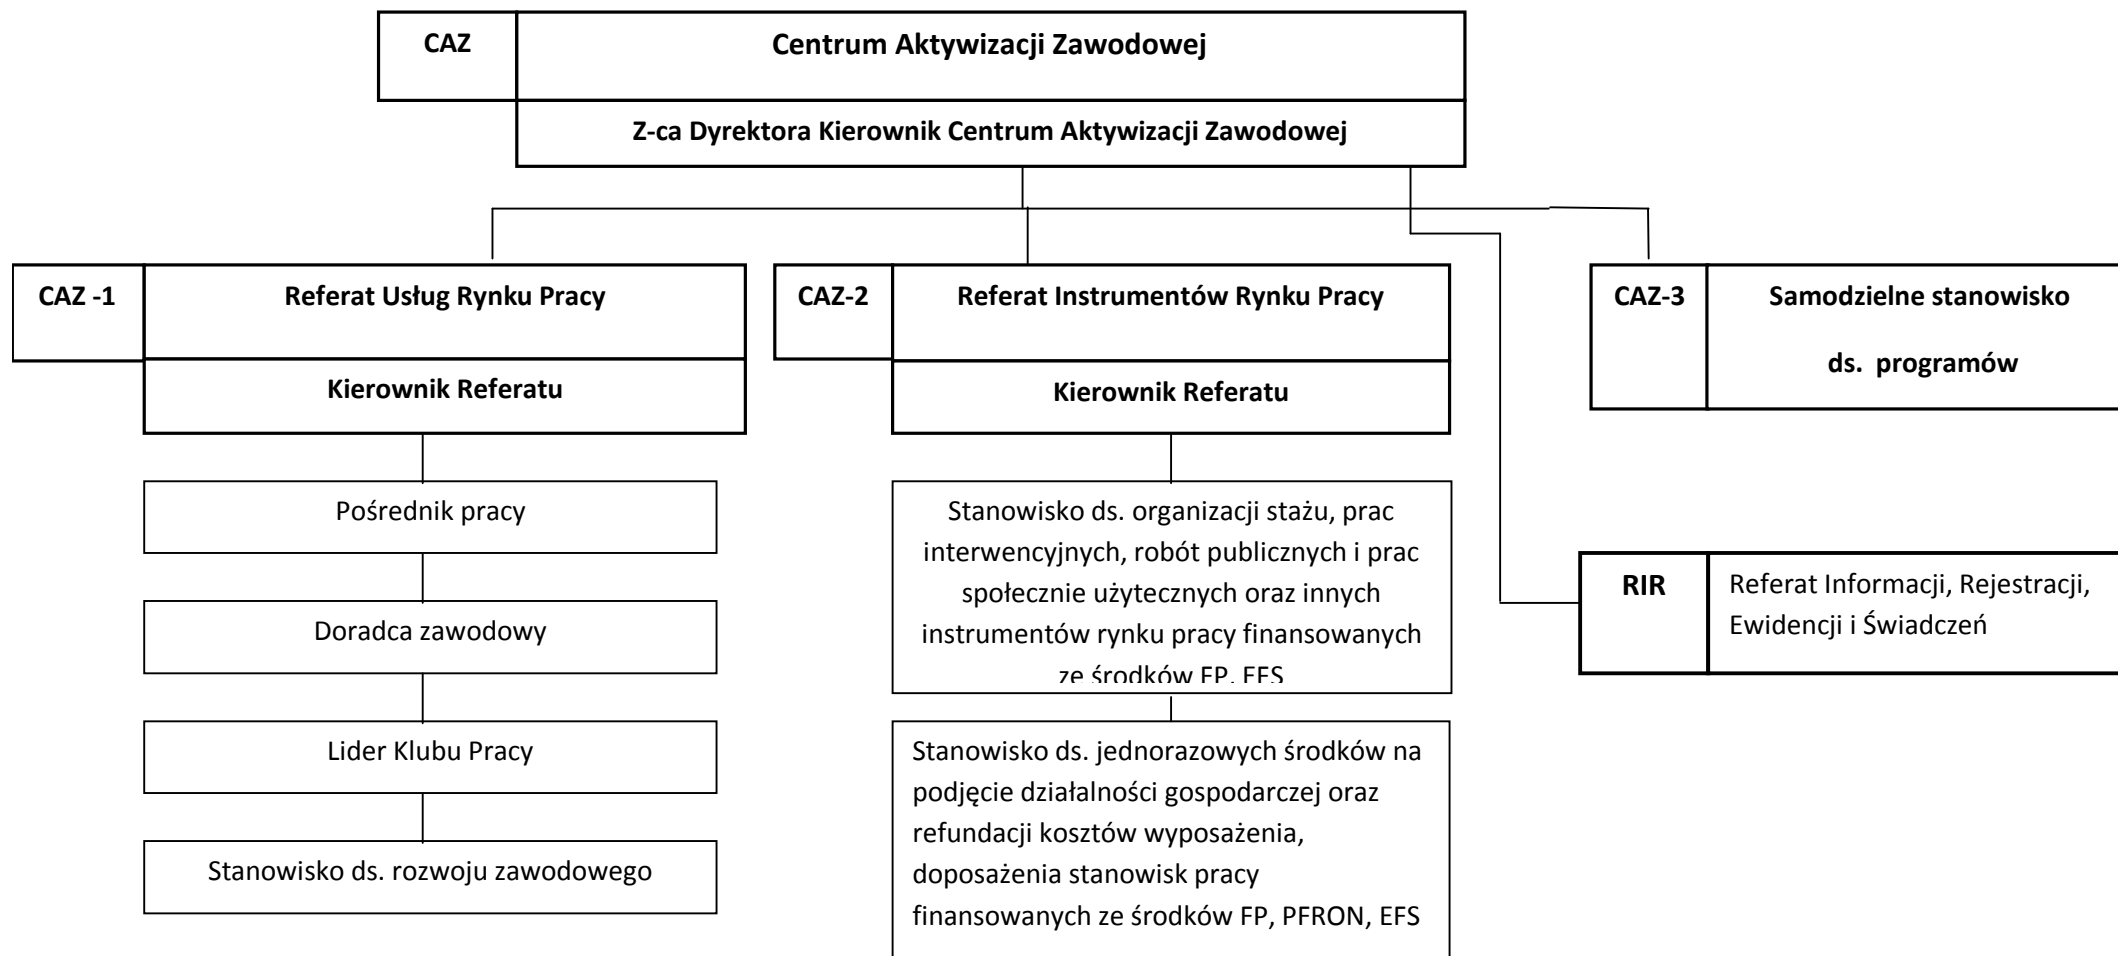 CAZ
Centrum Aktywizacji Zawodowej
Z-ca Dyrektora Kierownik Centrum Aktywizacji Zawodowej
CAZ -1
Referat Usług Rynku Pracy
Kierownik Referatu
Pośrednik pracy
Doradca zawodowy
Lider Klubu Pracy
Stanowisko ds. rozwoju zawodowego
CAZ-2
Referat Instrumentów Rynku Pracy
Kierownik Referatu
Stanowisko ds. organizacji stażu, prac
interwencyjnych, robót publicznych i prac
społecznie użytecznych oraz innych
instrumentów rynku pracy finansowanych
ze środków FP, EFS
Stanowisko ds. jednorazowych środków na
podjęcie działalności gospodarczej oraz
refundacji kosztów wyposażenia,
doposażenia stanowisk pracy
finansowanych ze środków FP, PFRON, EFS
CAZ-3
Samodzielne stanowisko
ds. programów
RIR
Referat Informacji, Rejestracji,
Ewidencji i Świadczeń